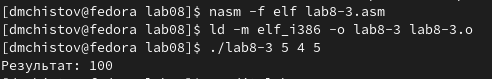 [dmchistov@fedora lab08]$ nasm -f elf lab8-3.asm
[dmchistov@fedora lab08]$ ld -m elf_i386 -o lab8-3 lab8-3.o
[dmchistov@fedora lab08]$ ./lab8-3 5 4 5
Результат: 100